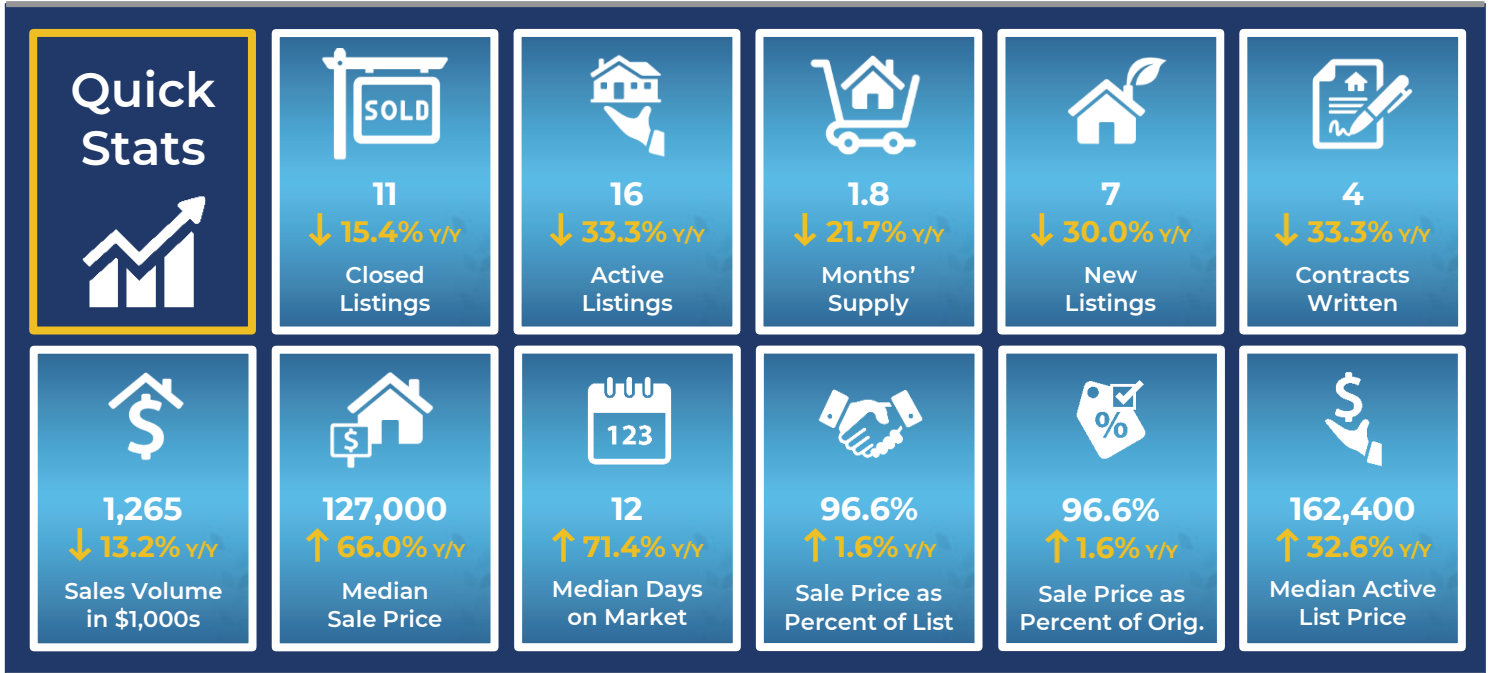 Quick
Stats
SOLD
11
↓ 15.4% Y/Y
Closed
Listings
16
↓ 33.3% Y/Y
Active
Listings
1.8
↓ 21.7% Y/Y
Months’
Supply
7
↓ 30.0% Y/Y
New
Listings
4
↓ 33.3% Y/Y
Contracts
Written
$
1,265
↓ 13.2% Y/Y
Sales Volume
in $1,000s
$
127,000
↑ 66.0% Y/Y
Median
Sale Price
123
12
↑ 71.4% Y/Y
Median Days
on Market
96.6%
↑ 1.6% Y/Y
Sale Price as
Percent of List
%
96.6%
↑ 1.6% Y/Y
Sale Price as
Percent of Orig.
$
162,400
↑ 32.6% Y/Y
Median Active
List Price